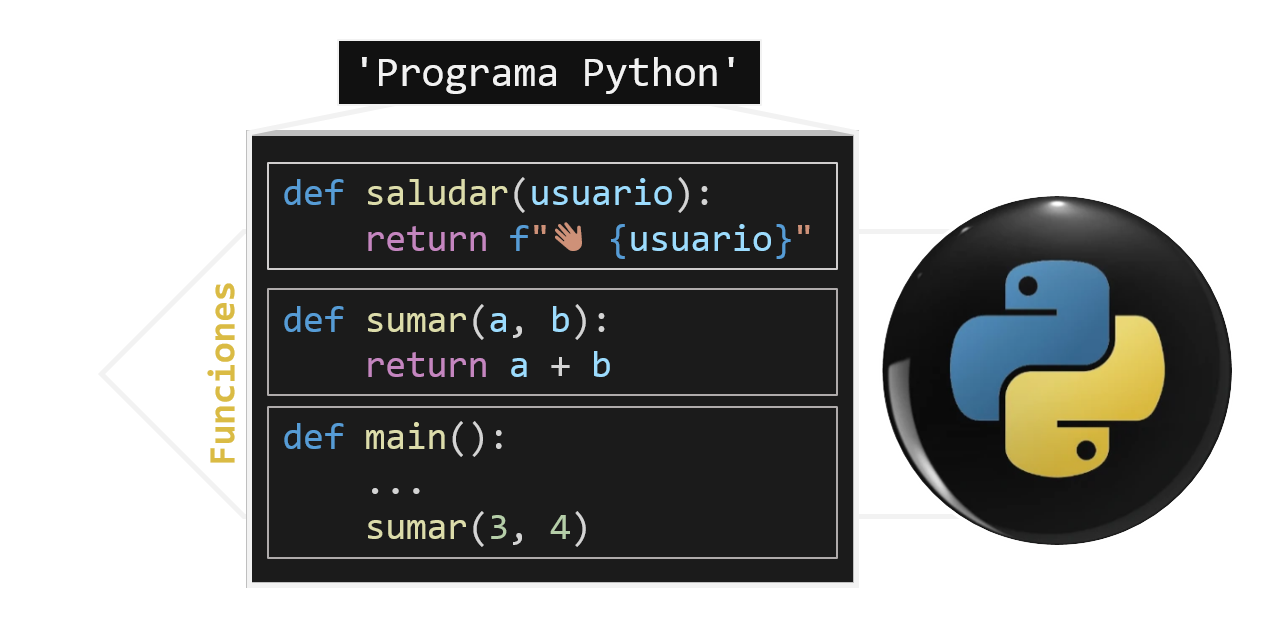 'Programa Python'
Funciones
def saludar(usuario):
    return f"👋 {usuario}"
def sumar(a, b):
    return a + b
def main():
    ...
    sumar(3, 4)